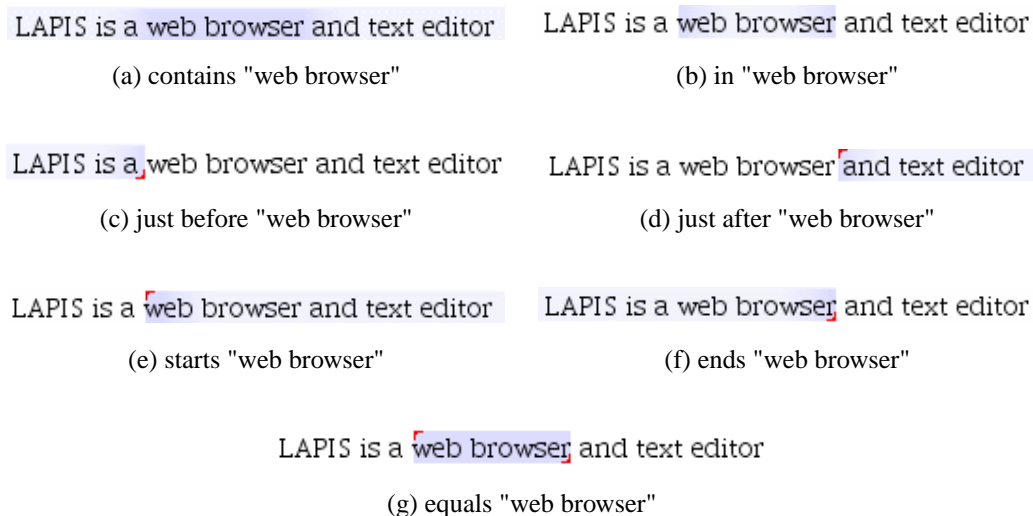 LAPIS is a web browser and text editor
(a) contains "web browser"
LAPIS is a web browser and text editor
(b) in "web browser"
LAPIS is a web browser and text editor
(c) just before "web browser"
LAPIS is a web browser and text editor
(d) just after "web browser"
LAPIS is a web browser and text editor
(e) starts "web browser"
LAPIS is a web browser and text editor
(f) ends "web browser"
LAPIS is a web browser and text editor
(g) equals "web browser"